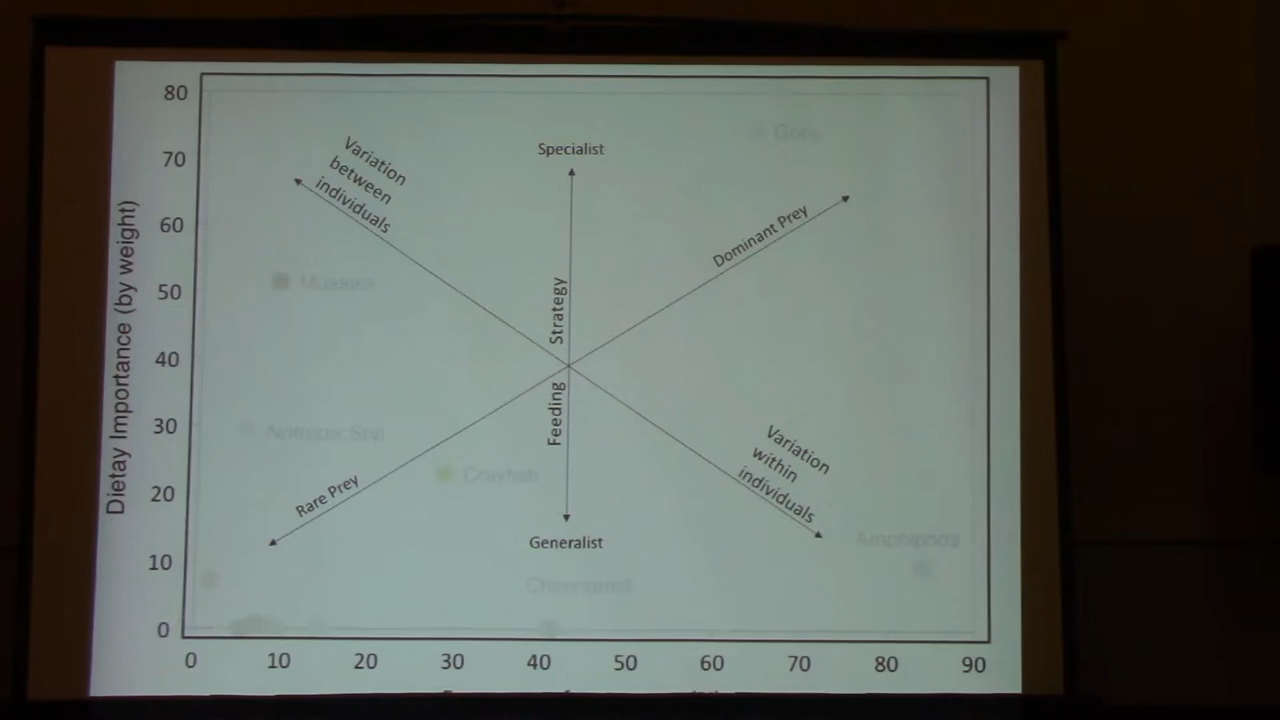 80
70
60
50
40
30
20
10
0
Dietay Importance (by weight)
Variation
between
individuals
Specialist
Goby
Dominant Prey
Mussels
Strategy
Feeding
Notropis Spp
Crayfish
Variation
within
individuals
Rare Prey
Generalist
Amphipods
0 10 20 30 40 50 60 70 80 90